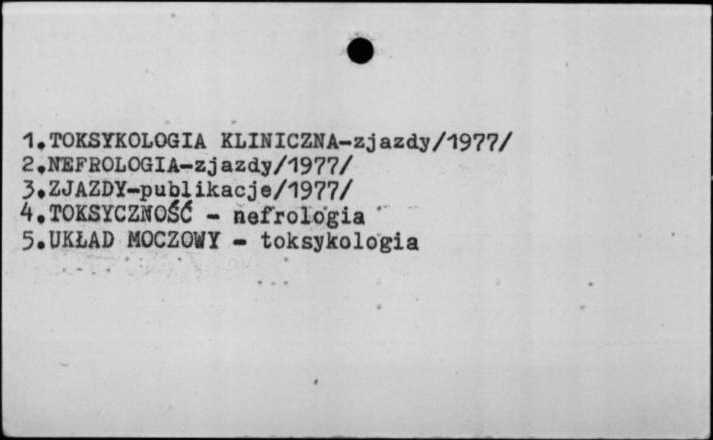 1.TOKSYKOLOGIA KLINICZNA-zjazdy/1977/
2.NEFROLOGIA-zjazdy/1977/
3.ZJAZDY-publikacje/1977/
4.TOKSYCZNOŚĆ - nefrologia
5.UKŁAD MOCZOWY - toksykologia